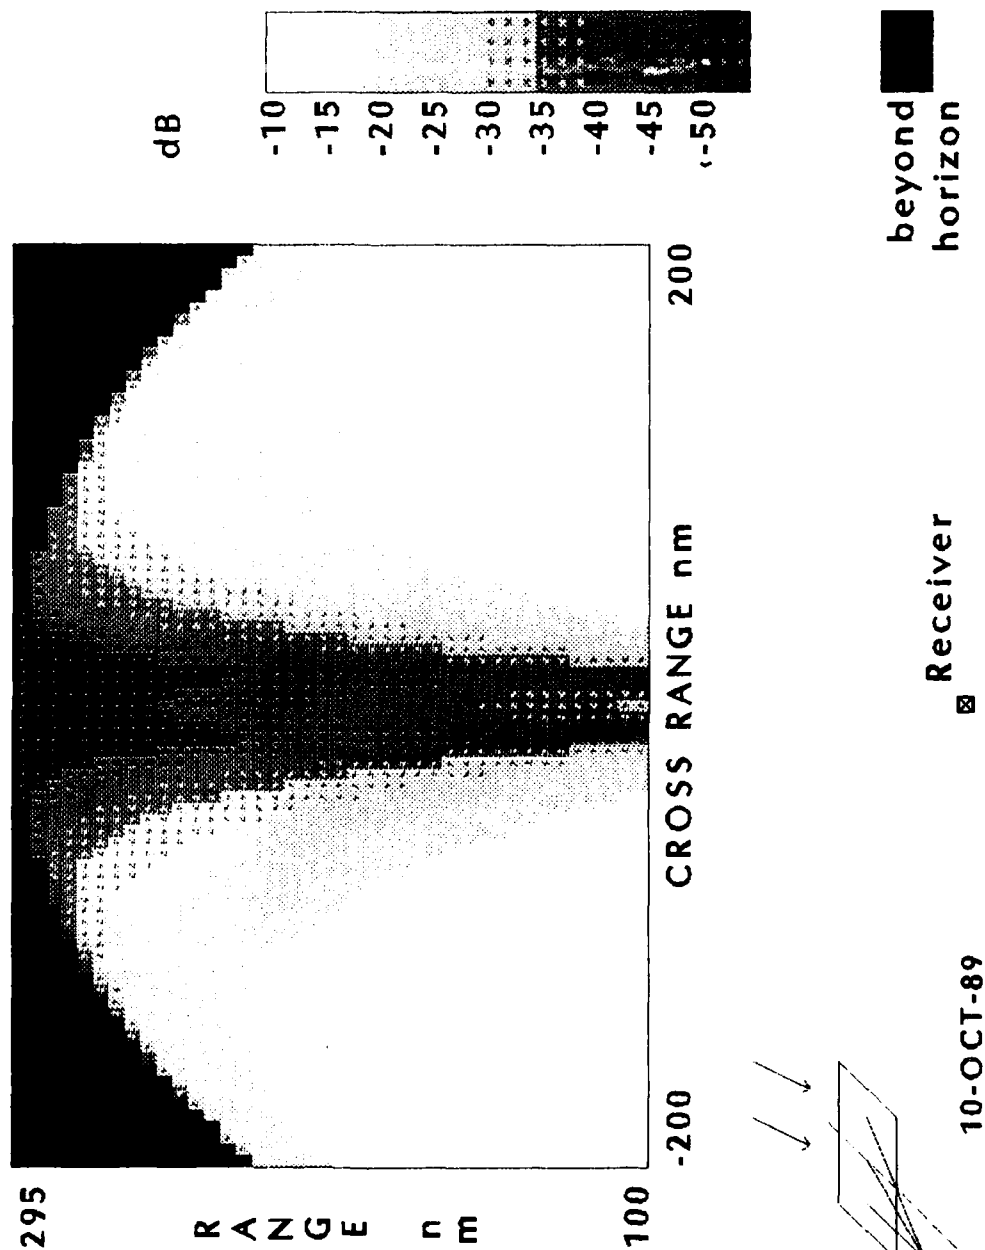 dB
-10
-15
-20
-25
-30
-35
-40
-45
‹-50
beyond
horizon
295
RANGE nm
100
-200
CROSS RANGE nm
200
Receiver
10-OCT-89